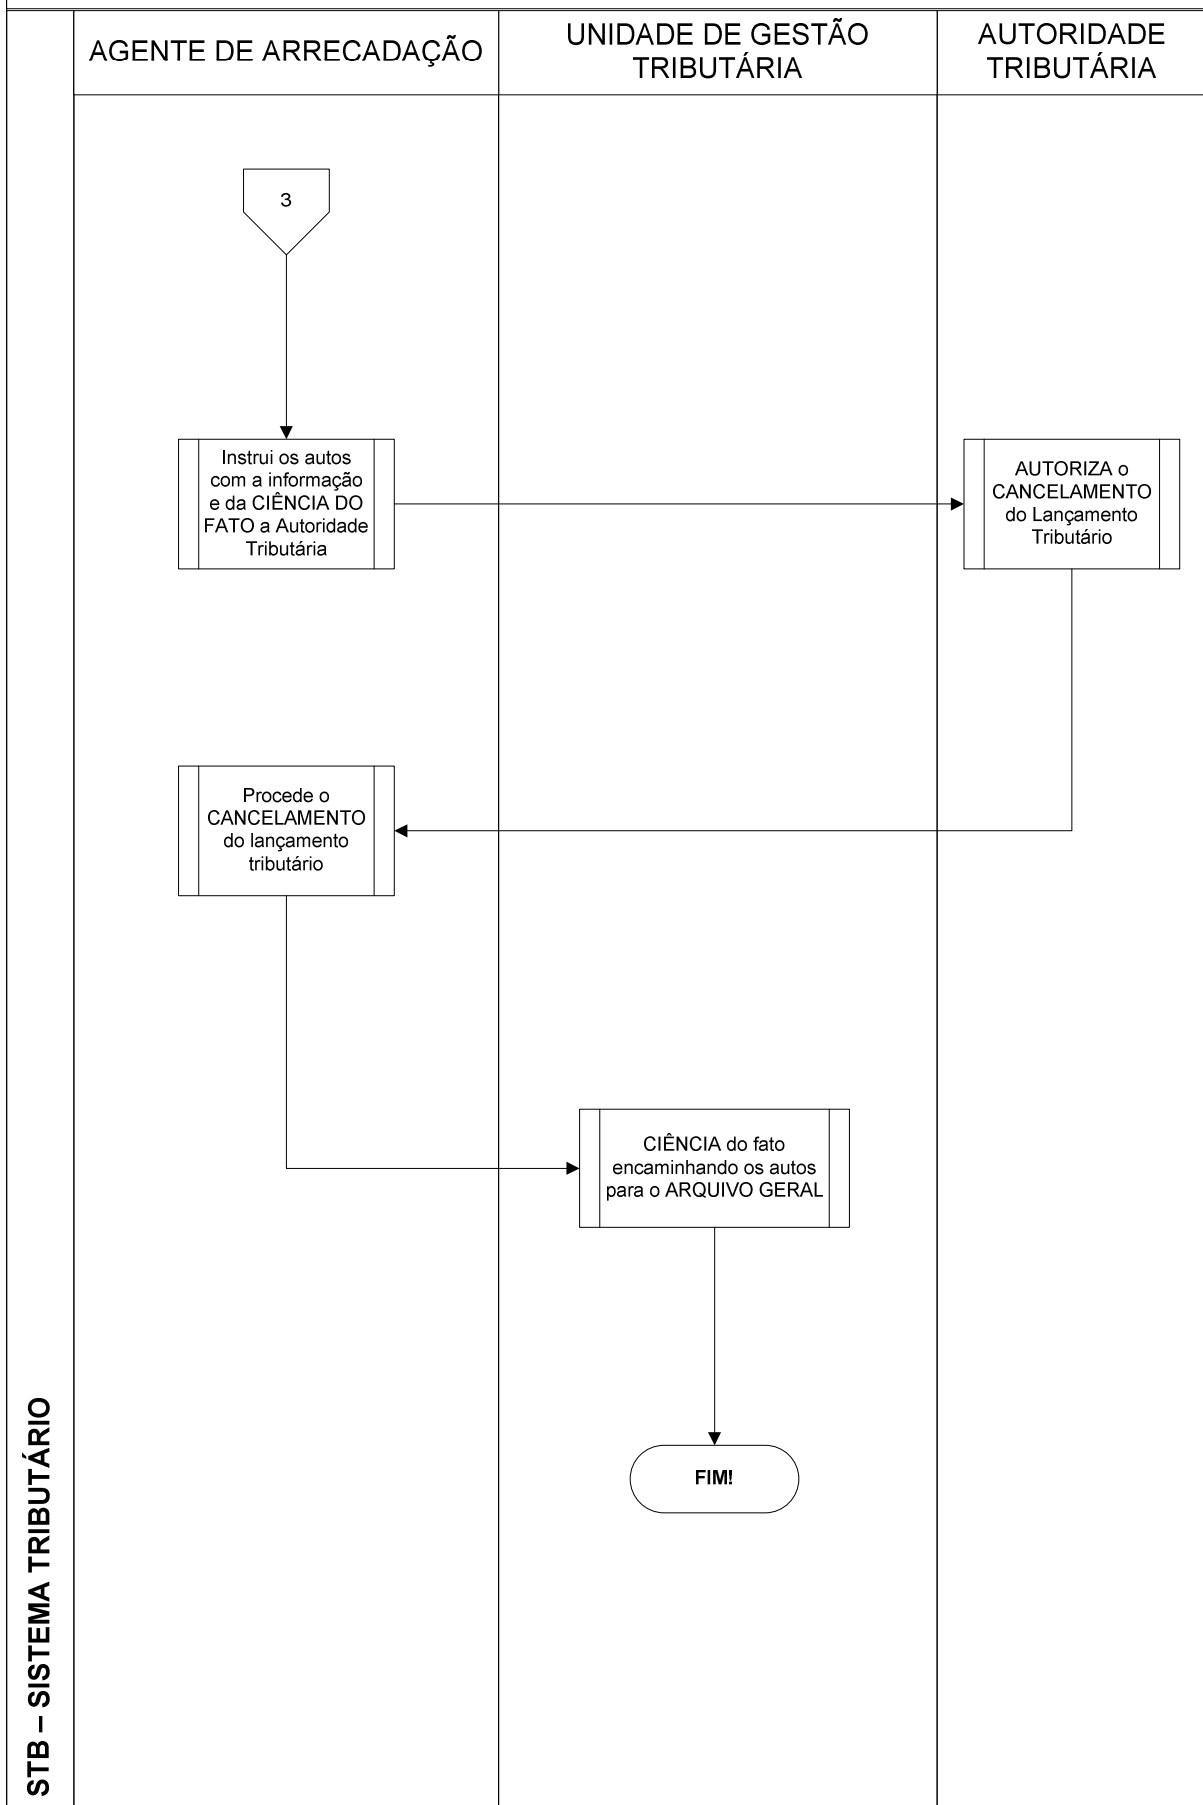 AGENTE DE ARRECADAÇÃO
UNIDADE DE GESTÃO
TRIBUTÁRIA
AUTORIDADE
TRIBUTÁRIA
3
Instrui os autos
com a informação
e da CIÊNCIA DO
FATO a Autoridade
Tributária
AUTORIZA o
CANCELAMENTO
do Lançamento
Tributário
Procede o
CANCELAMENTO
do lançamento
tributário
CIÊNCIA do fato
encaminhando os autos
para o ARQUIVO GERAL
FIM!
STB – SISTEMA TRIBUTÁRIO